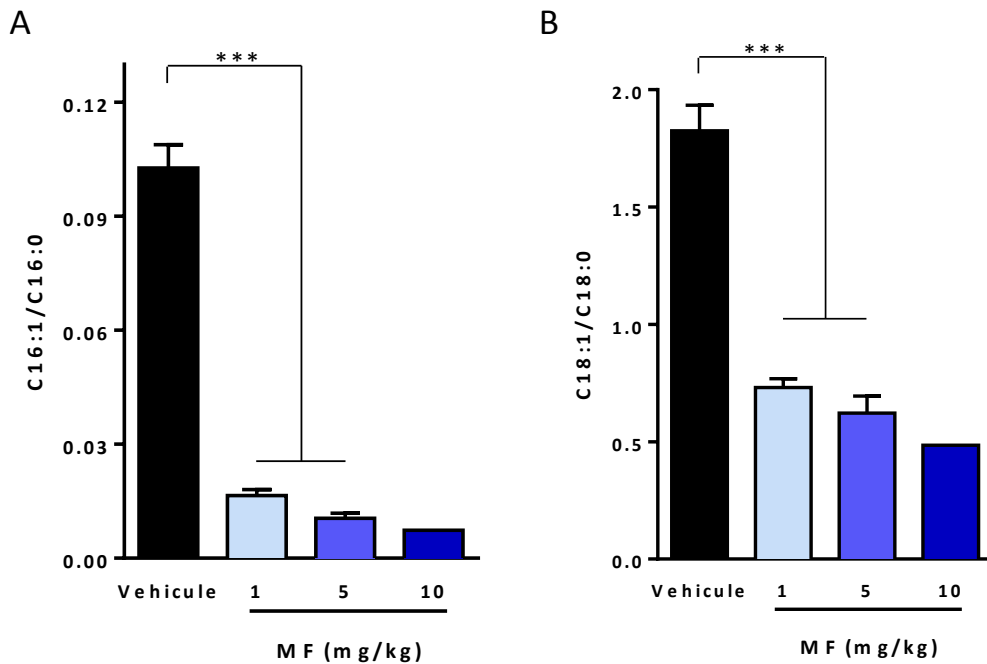 A
***
0.12
0.09
0.06
0.03
0.00
C16:1/C16:0
Vehicule 1 5 10
MF (mg/kg)
B
***
2.0
1.5
1.0
0.5
0.0
C18:1/C18:0
Vehicule 1 5 10
MF (mg/kg)